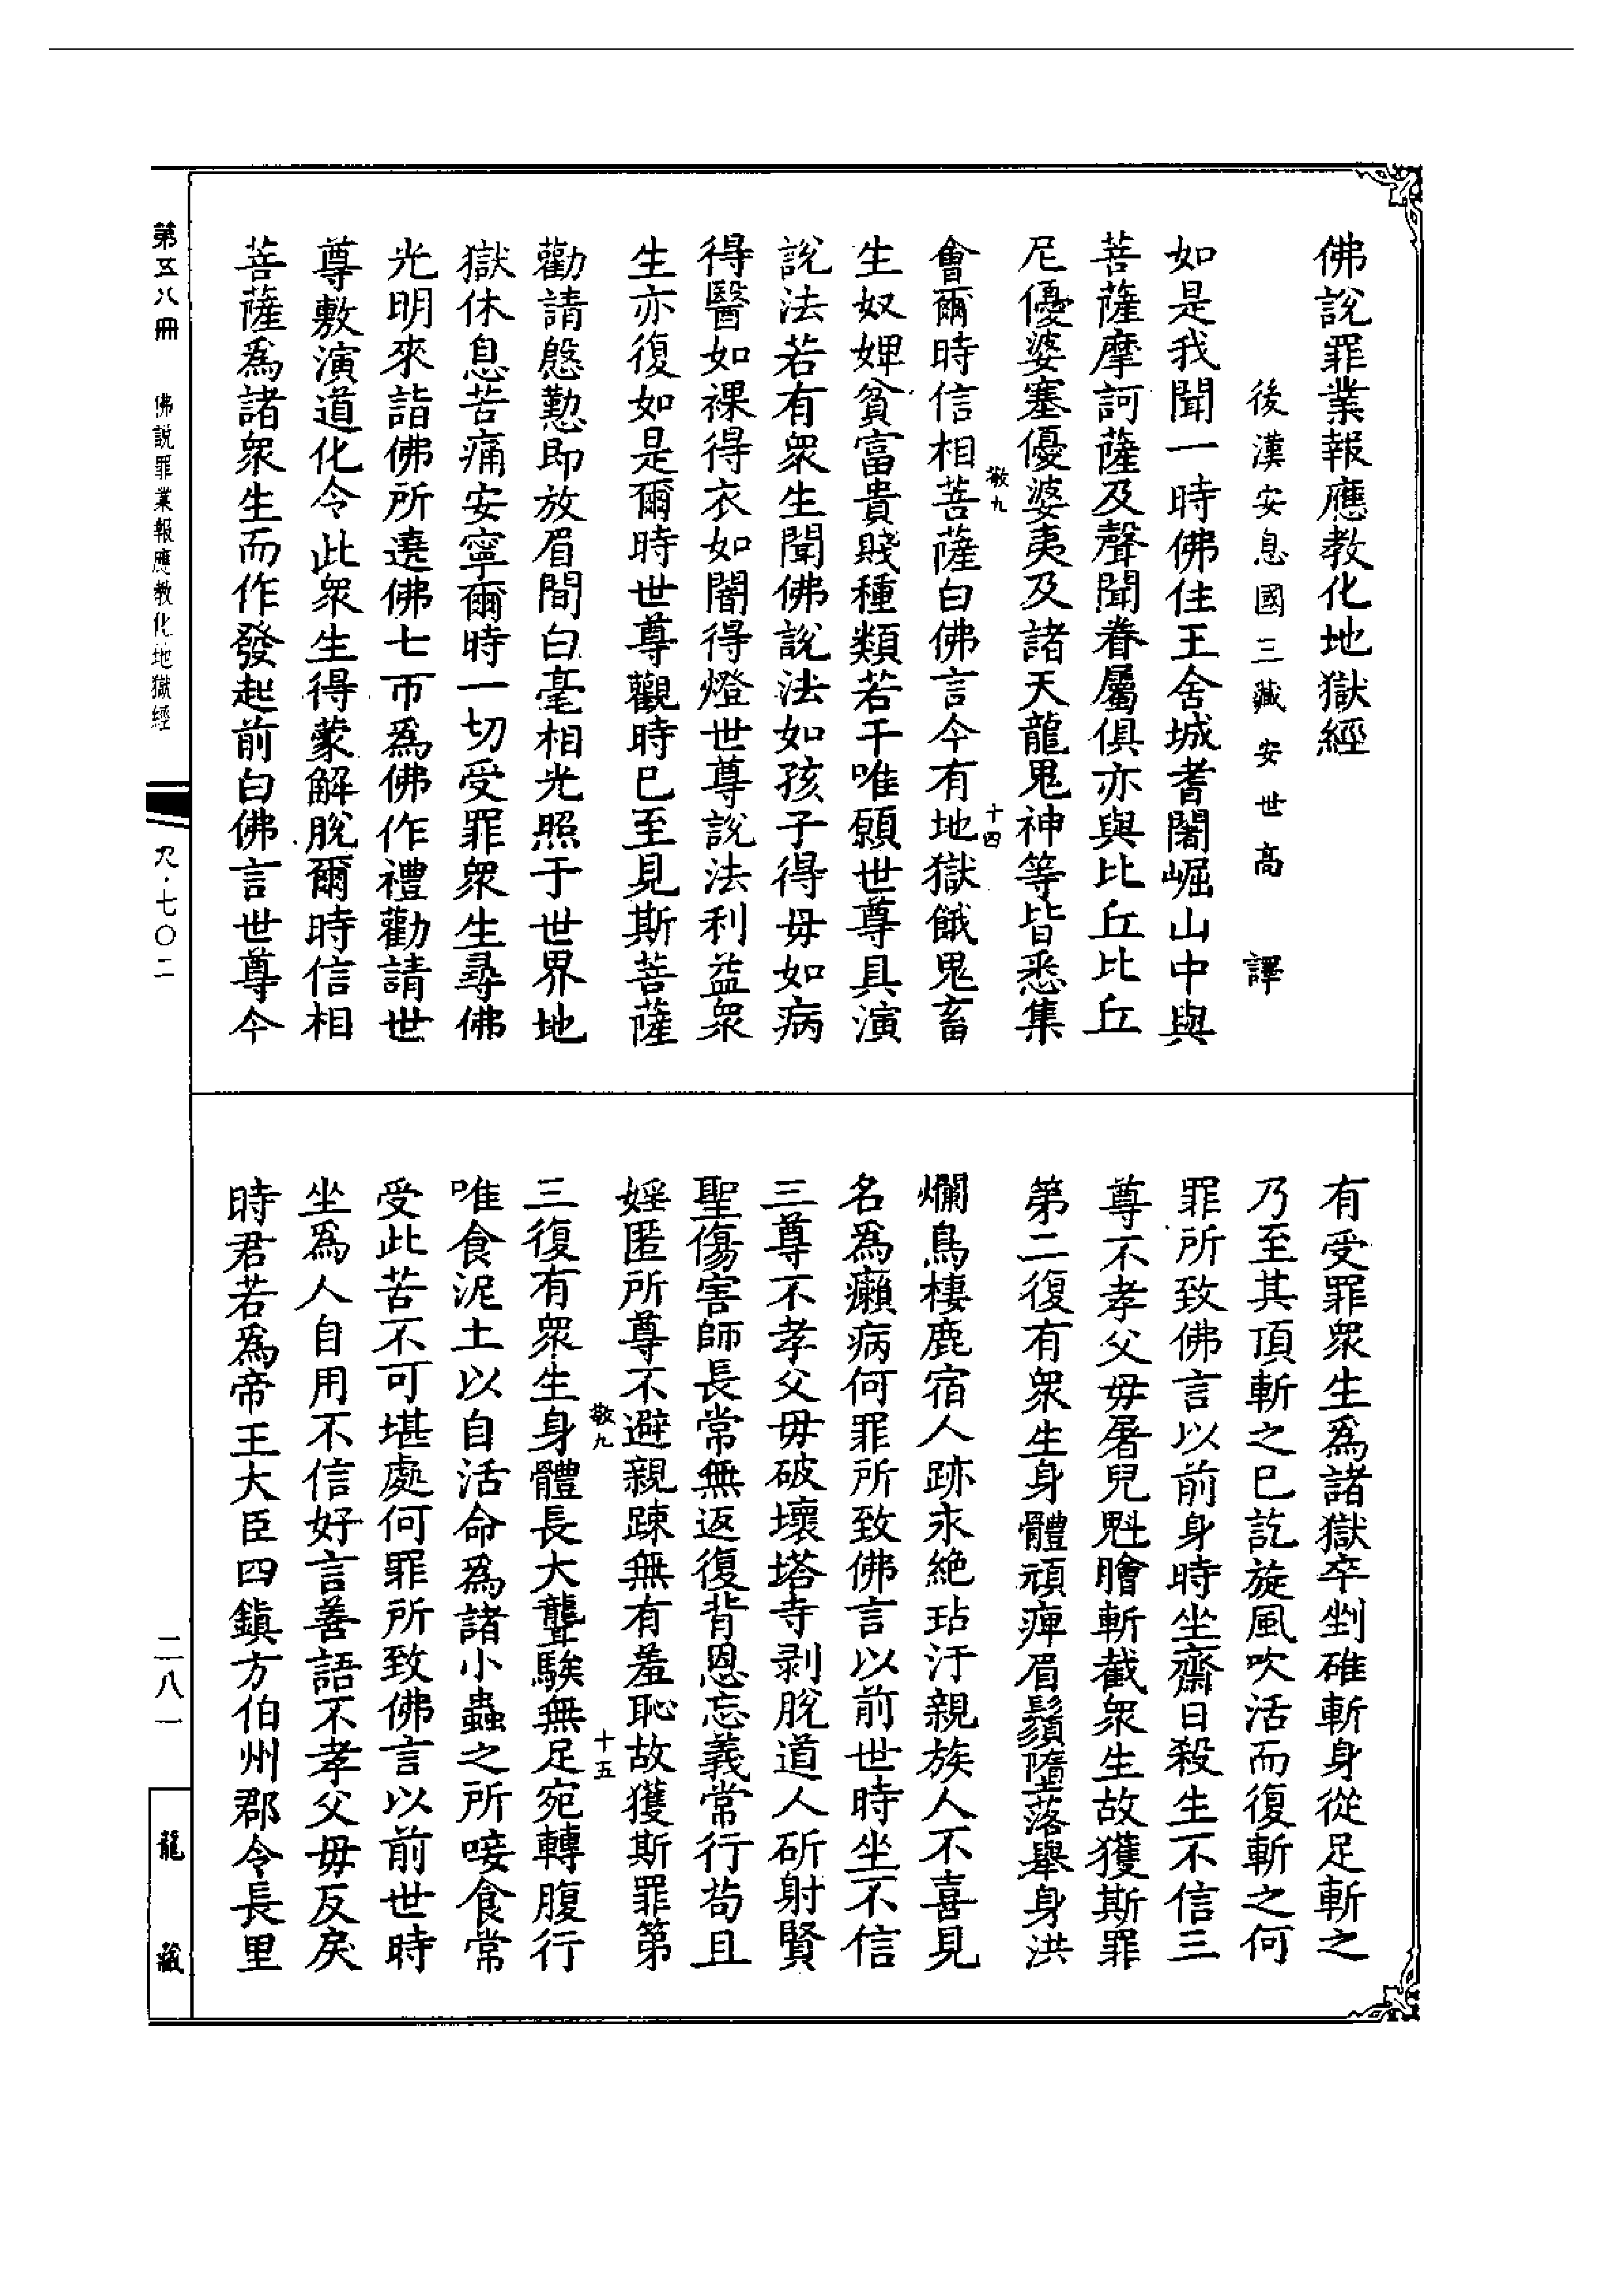 佛說罪業報應教化地獄經
後漢安息國三藏安世高 譯
如是我聞一時佛住王舍城耆闍崛山中與
菩薩摩訶薩及聲聞眷屬俱亦與比丘比丘
尼優婆塞優婆夷及諸天龍鬼神等皆悉集
敬九
十四
會爾時信相菩薩白佛言今有地獄餓鬼畜
生奴婢貧富貴賤種類若干唯願世尊具演
說法若有衆生聞佛說法如孩子得母如病
得醫如裸得衣如闇得燈世尊說法利益衆
生亦復如是爾時世尊觀時已至見斯菩薩
勸請慇懃即放眉間白毫相光照于世界地
獄休息苦痛安寧爾時一切受罪衆生尋佛
光明來詣佛所遶佛七帀爲佛作禮勸請世
尊敷演道化令此衆生得蒙解脫爾時信相
菩薩爲諸衆生而作發起前白佛言世尊今
有受罪衆生爲諸獄卒剉碓斬身從足斬之
乃至其頂斬之已訖旋風吹活而復斬之何
罪所致佛言以前身時坐齋日殺生不信三
尊不孝父母屠兒魁膾斬截衆生故獲斯罪
第二復有衆生身體頑痺眉鬚墮落舉身洪
爛鳥棲鹿宿人跡永絕玷汙親族人不喜見
名爲癩病何罪所致佛言以前世時坐不信
三尊不孝父母破壞塔寺剥脫道人斫射賢
聖傷害師長常無返復背恩忘義常行苟且
婬匿所尊不避親踈無有羞恥故獲斯罪第
敬九
十五
三復有衆生身體長大聾騃無足宛轉腹行
唯食泥土以自活命爲諸小蟲之所唼食常
受此苦不可堪處何罪所致佛言以前世時
坐爲人自用不信好言善語不孝父母反戾
時君若爲帝王大臣四鎮方伯州郡令長里
第五八冊
佛說罪業報應教化地獄經
七〇二
二八一
龍藏